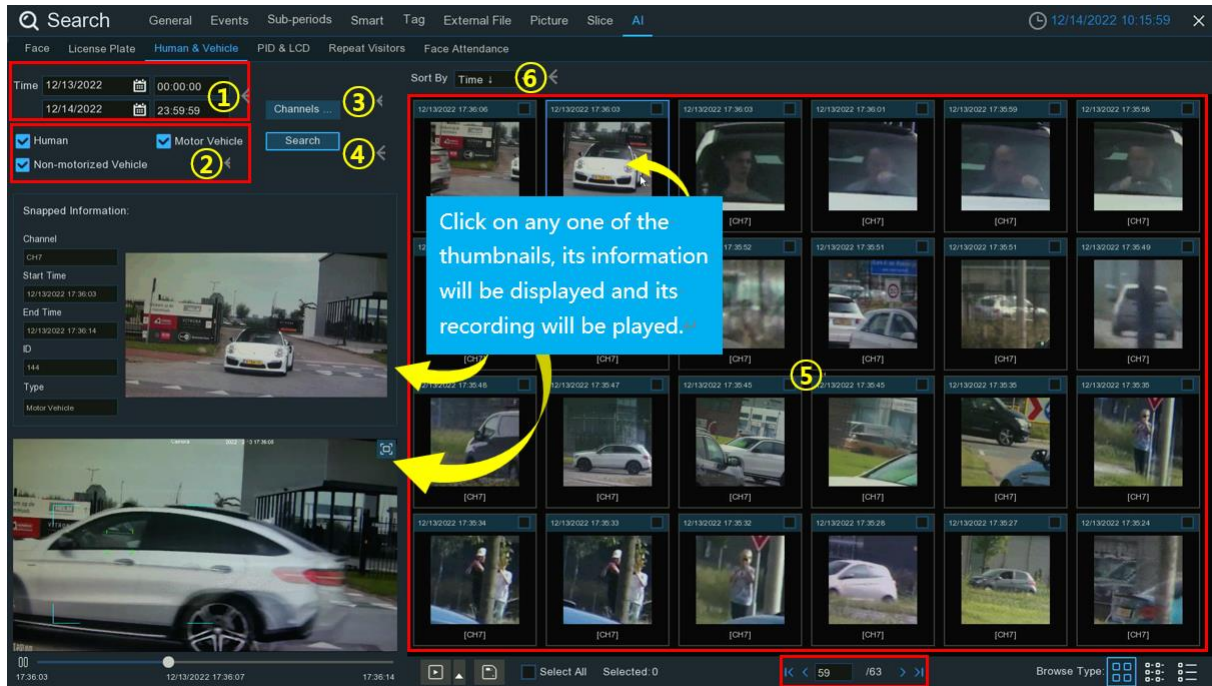 Search General Events Sub-periods Smart Tag External File Picture Slice AI 12/14/2022 10:15:59
Face License Plate Human & Vehicle PID & LCD Repeat Visitors Face Attendance
Time 12/13/2022 00:00:00 ①
12/14/2022 23:59:59
Channels ... ③
Human Motor Vehicle
Non-motorized Vehicle ②
Search ④
Sort By Time ↓ ⑥
Snapped Information:
Channel
CH7
Start Time
12/13/2022 17:36:03
End Time
12/13/2022 17:36:14
ID
144
Type
Motor Vehicle
17:36:03 12/13/2022 17:36:07 17:36:14
12/13/2022 17:36:06 12/13/2022 17:36:03 12/13/2022 17:36:03 12/13/2022 17:36:01 12/13/2022 17:35:59 12/13/2022 17:35:58
[CH7] [CH7] [CH7] [CH7]
Click on any one of the
thumbnails, its information
will be displayed and its
recording will be played.
17:35:52 12/13/2022 17:35:51 12/13/2022 17:35:51 12/13/2022 17:35:49
[CH7] [CH7] [CH7] [CH7] [CH7] [CH7]
⑤
12/13/2022 17:35:48 12/13/2022 17:35:47 12/13/2022 17:35:45 12/13/2022 17:35:45 12/13/2022 17:35:35 12/13/2022 17:35:35
[CH7] [CH7] [CH7] [CH7] [CH7] [CH7]
12/13/2022 17:35:34 12/13/2022 17:35:33 12/13/2022 17:35:32 12/13/2022 17:35:28 12/13/2022 17:35:27 12/13/2022 17:35:24
[CH7] [CH7] [CH7] [CH7] [CH7] [CH7]
Select All Selected: 0 59 /63 Browse Type: